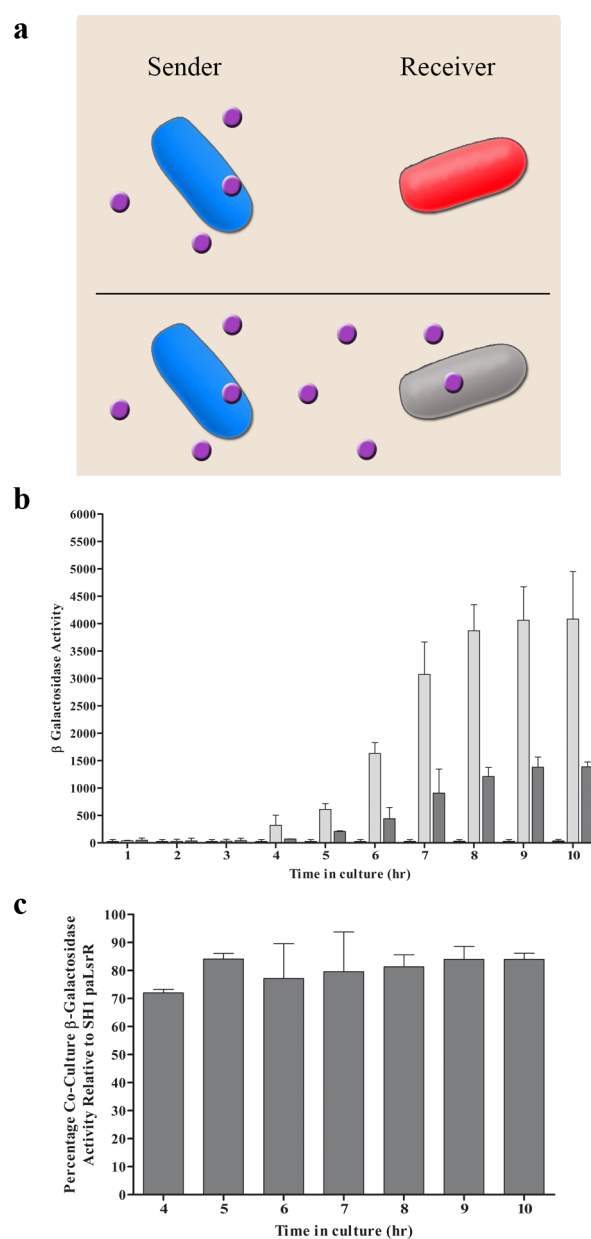 a
Sender Receiver
b
6000
5500
5000
4500
4000
3500
3000
2500
2000
1500
1000
500
0
β Galactosidase Activity
1 2 3 4 5 6 7 8 9 10
Time in culture (hr)
c
100
90
80
70
60
50
40
30
20
10
0
Percentage Co-Culture β-Galactosidase
Activity Relative to SH1 paLsrR
4 5 6 7 8 9 10
Time in culture (hr)